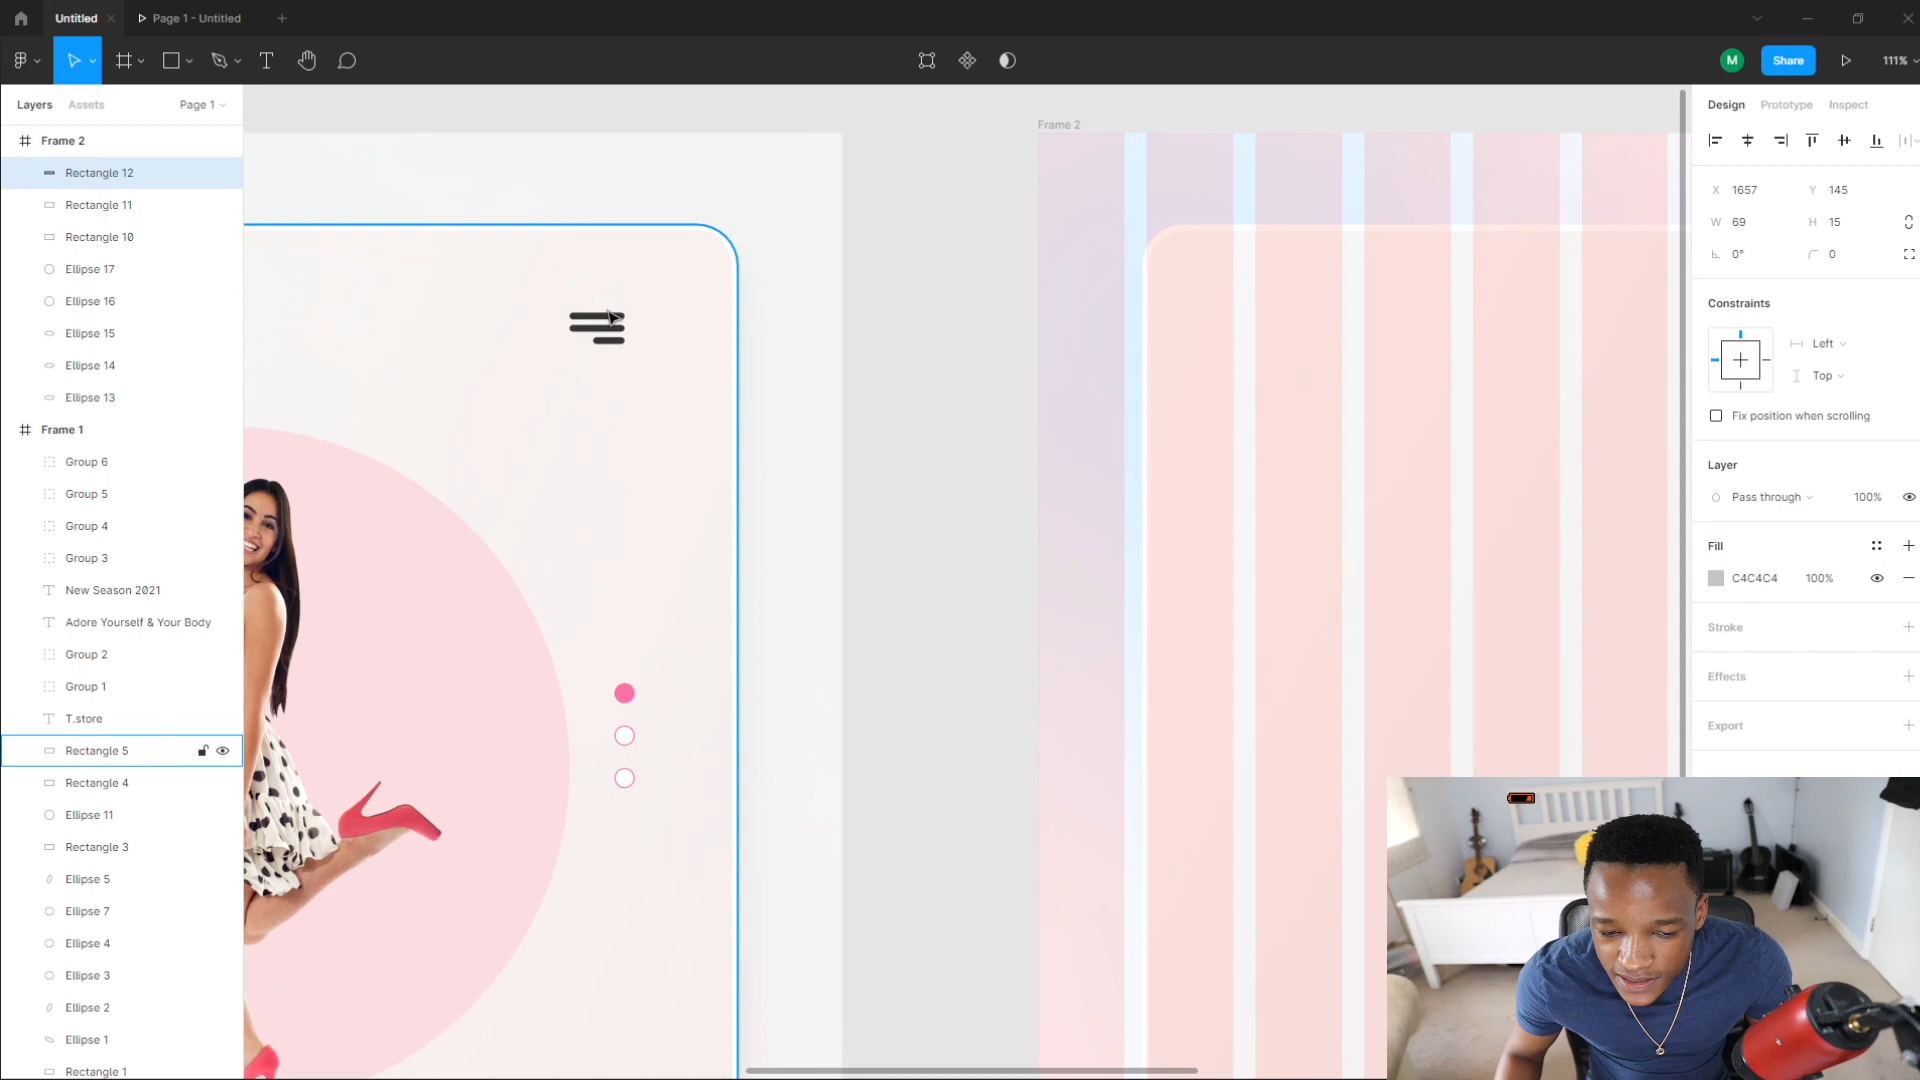 Untitled
Page 1 - Untitled
M
Share
111%
Layers
Assets
Page 1
Design
Prototype
Inspect
Frame 2
Rectangle 12
Rectangle 11
Rectangle 10
Ellipse 17
Ellipse 16
Ellipse 15
Ellipse 14
Ellipse 13
Frame 1
Group 6
Group 5
Group 4
Group 3
New Season 2021
Adore Yourself & Your Body
Group 2
Group 1
T.store
Rectangle 5
Rectangle 4
Ellipse 11
Rectangle 3
Ellipse 5
Ellipse 7
Ellipse 4
Ellipse 3
Ellipse 2
Ellipse 1
Rectangle 1
Frame 2
X 1657 Y 145
W 69 H 15
0° 0
Constraints
Left
Top
Fix position when scrolling
Layer
Pass through 100%
Fill
C4C4C4 100%
Stroke
Effects
Export